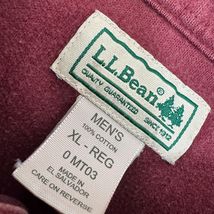 L.L.Bean
QUALITY GUARANTEED SINCE 1912
MEN'S
100% COTTON
XL - REG
0 MT03
MADE IN
EL SALVADOR
CARE ON REVERSE